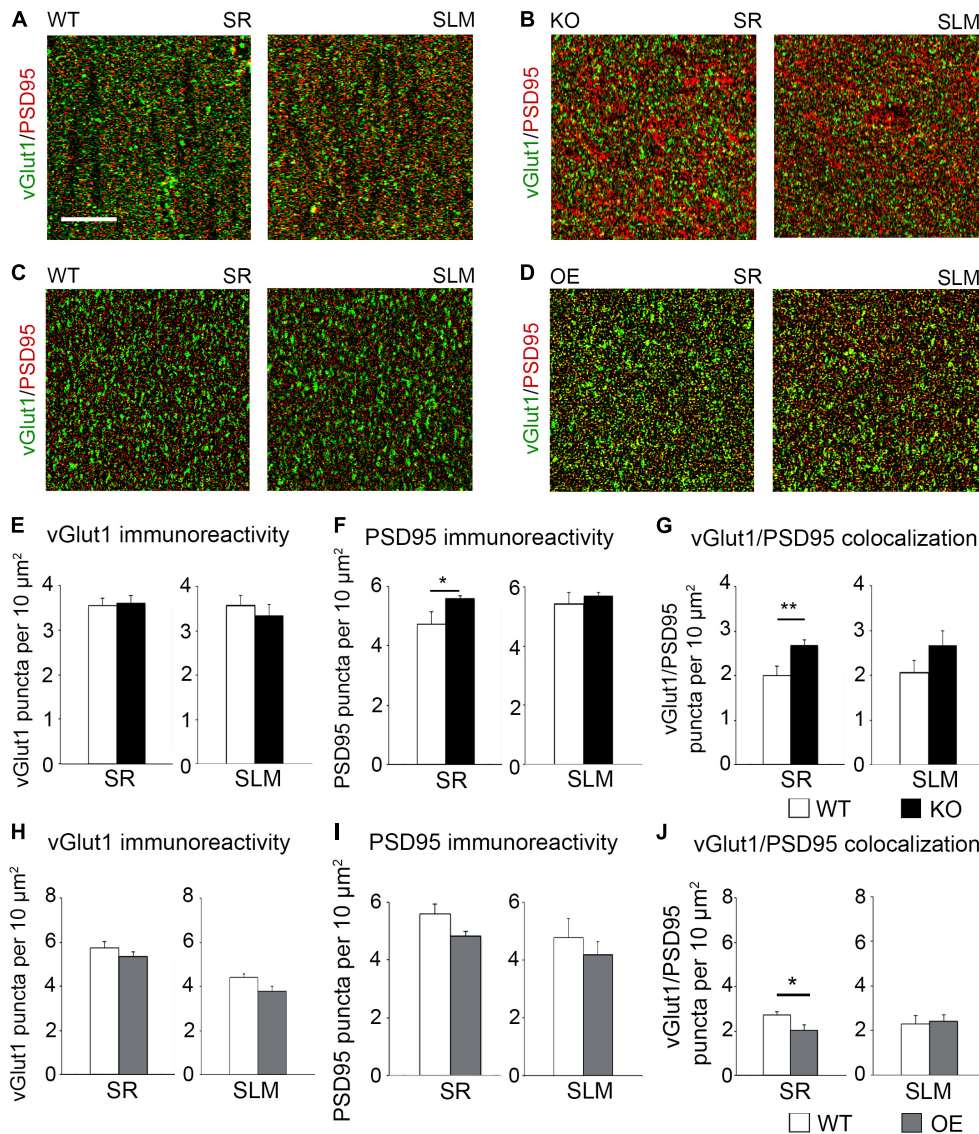 A WT SR SLM
vGlut1/PSD95
B KO SR SLM
vGlut1/PSD95
C WT SR SLM
vGlut1/PSD95
D OE SR SLM
vGlut1/PSD95
E vGlut1 immunoreactivity
vGlut1 puncta per 10 µm²
4
3
2
1
0
SR
4
3
2
1
0
SLM
F PSD95 immunoreactivity
PSD95 puncta per 10 µm²
6
4
2
0
*
SR
6
4
2
0
SLM
G vGlut1/PSD95 colocalization
vGlut1/PSD95
puncta per 10 µm²
4
3
2
1
0
**
SR
4
3
2
1
0
SLM
WT KO
H vGlut1 immunoreactivity
vGlut1 puncta per 10 µm²
8
6
4
2
0
SR
8
6
4
2
0
SLM
I PSD95 immunoreactivity
PSD95 puncta per 10 µm²
6
4
2
0
SR
6
4
2
0
SLM
J vGlut1/PSD95 colocalization
vGlut1/PSD95
puncta per 10 µm²
8
6
4
2
0
*
SR
8
6
4
2
0
SLM
WT OE